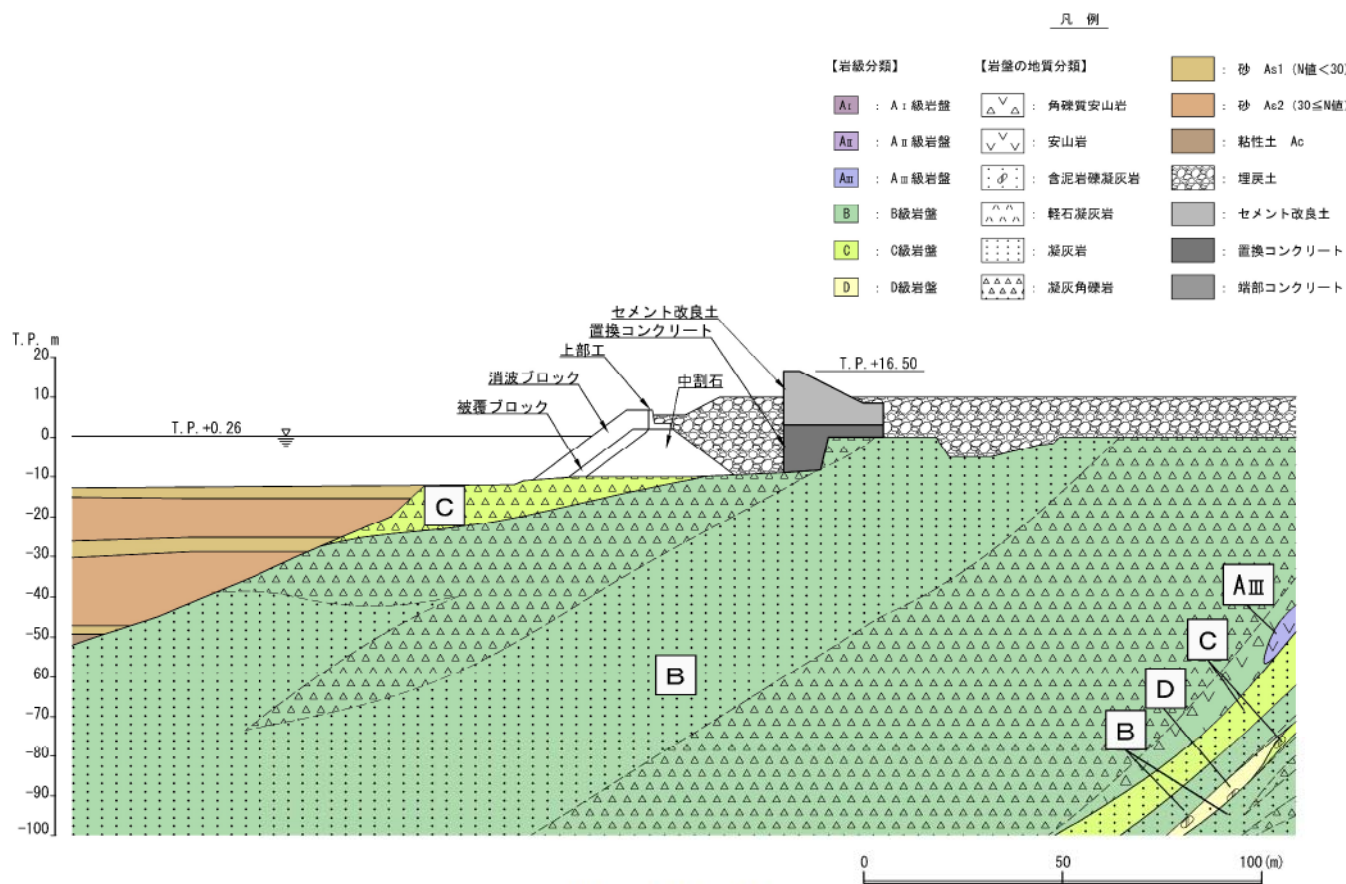 凡 例
【岩級分類】
AⅠ : AⅠ級岩盤
AⅡ : AⅡ級岩盤
AⅢ : AⅢ級岩盤
B : B級岩盤
C : C級岩盤
D : D級岩盤
【岩盤の地質分類】
: 角礫質安山岩
: 安山岩
: 含泥岩礫凝灰岩
: 軽石凝灰岩
: 凝灰岩
: 凝灰角礫岩
: 砂 As1 (N値<30)
: 砂 As2 (30≦N値)
: 粘性土 Ac
: 埋戻土
: セメント改良土
: 置換コンクリート
: 端部コンクリート
セメント改良土
置換コンクリート
上部工
消波ブロック
中割石
被覆ブロック
T.P.+16.50
T.P.+0.26
T.P. m
20
10
0
-10
-20
-30
-40
-50
60
-70
-80
-90
-100
C
B
AⅢ
C
D
B
0 50 100(m)